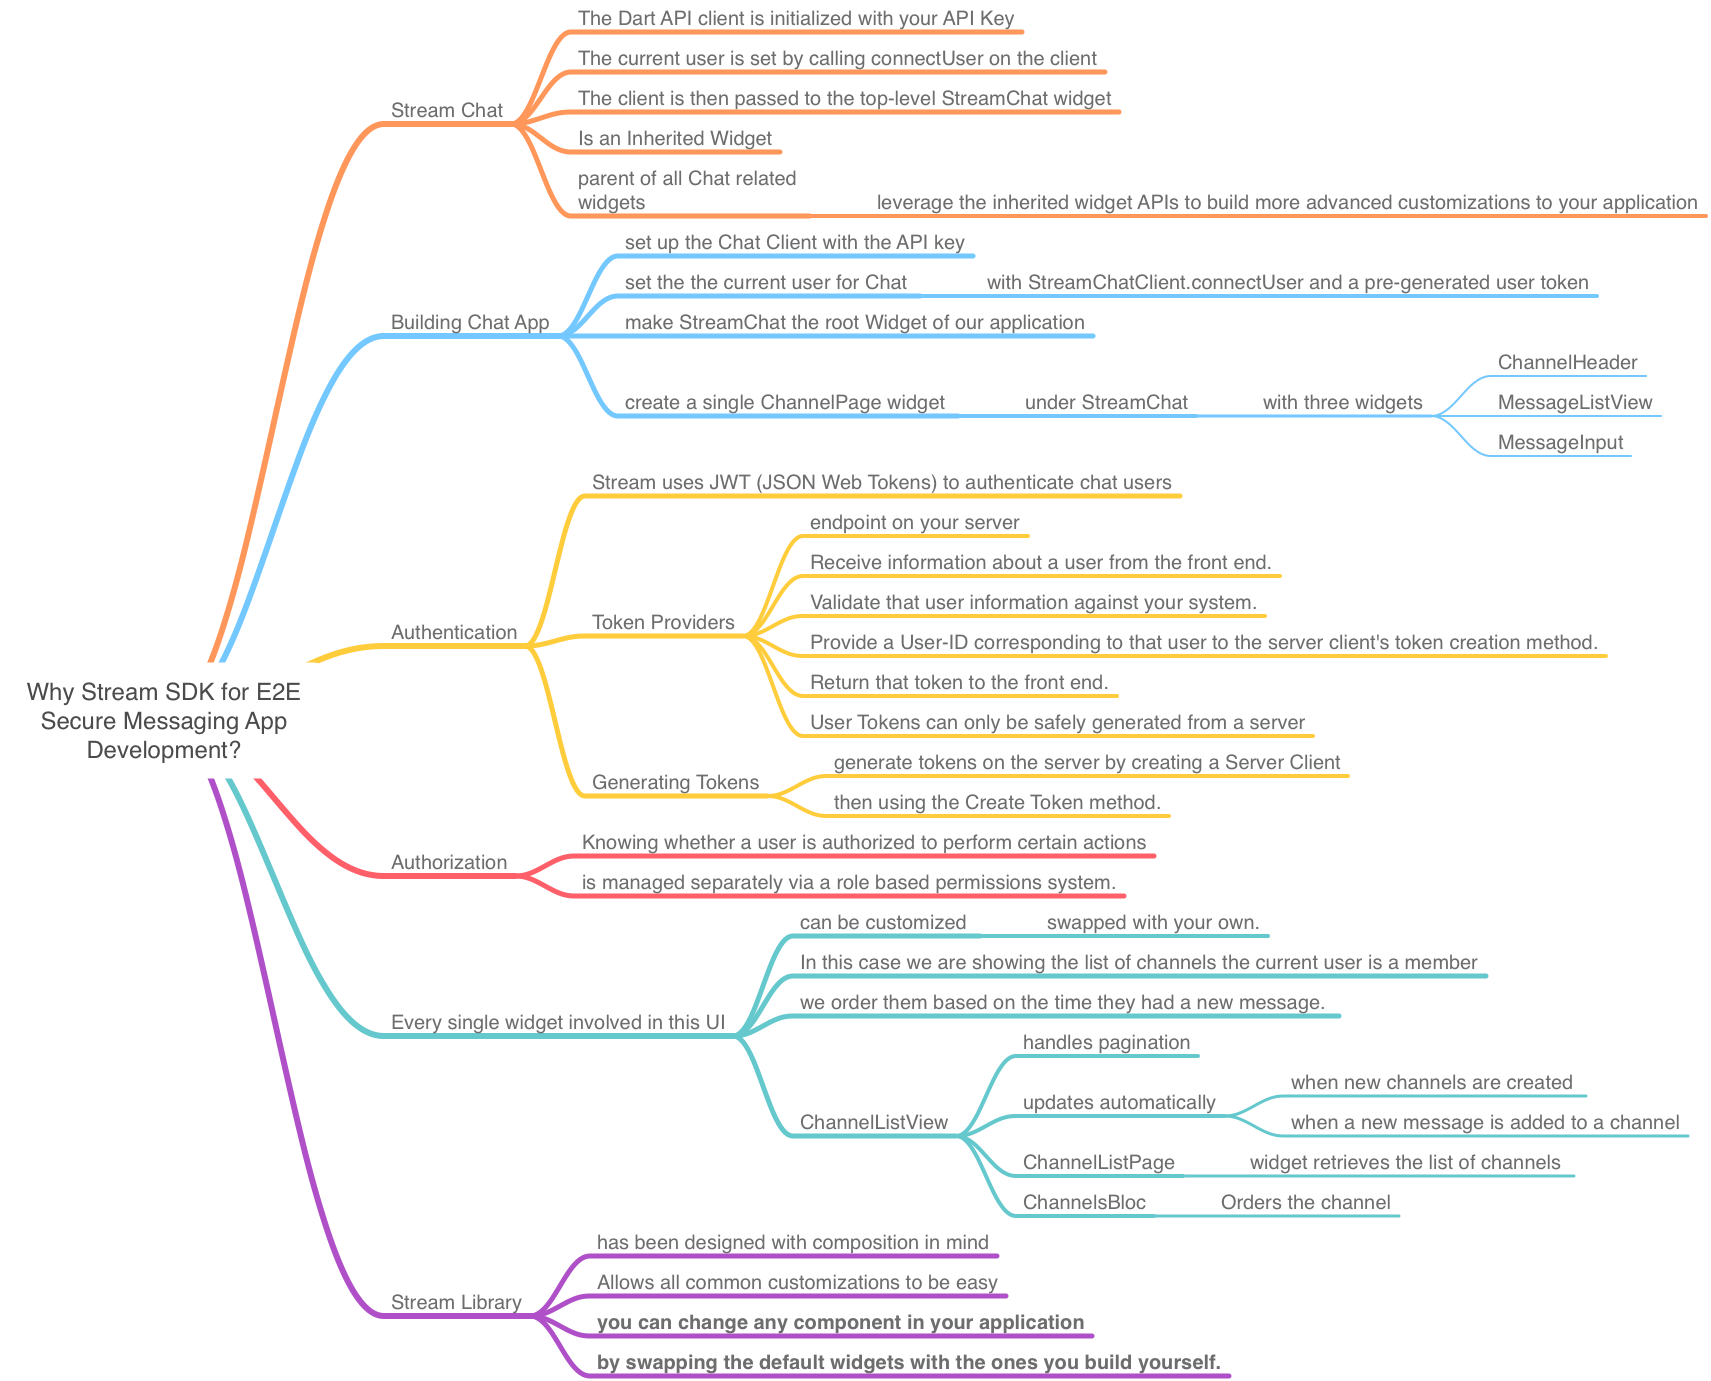 The Dart API client is initialized with your API Key
The current user is set by calling connectUser on the client
The client is then passed to the top-level StreamChat widget
Stream Chat
Is an Inherited Widget
parent of all Chat related
widgets
leverage the inherited widget APIs to build more advanced customizations to your application
set up the Chat Client with the API key
set the the current user for Chat
with StreamChatClient.connectUser and a pre-generated user token
Building Chat App
make StreamChat the root Widget of our application
create a single ChannelPage widget
under StreamChat
with three widgets
ChannelHeader
MessageListView
MessageInput
Stream uses JWT (JSON Web Tokens) to authenticate chat users
endpoint on your server
Receive information about a user from the front end.
Validate that user information against your system.
Authentication
Token Providers
Provide a User-ID corresponding to that user to the server client's token creation method.
Return that token to the front end.
User Tokens can only be safely generated from a server
Why Stream SDK for E2E
Secure Messaging App
Development?
Generating Tokens
generate tokens on the server by creating a Server Client
then using the Create Token method.
Authorization
Knowing whether a user is authorized to perform certain actions
is managed separately via a role based permissions system.
can be customized
swapped with your own.
In this case we are showing the list of channels the current user is a member
we order them based on the time they had a new message.
Every single widget involved in this UI
ChannelListView
handles pagination
updates automatically
when new channels are created
when a new message is added to a channel
ChannelListPage
widget retrieves the list of channels
ChannelsBloc
Orders the channel
Stream Library
has been designed with composition in mind
Allows all common customizations to be easy
you can change any component in your application
by swapping the default widgets with the ones you build yourself.